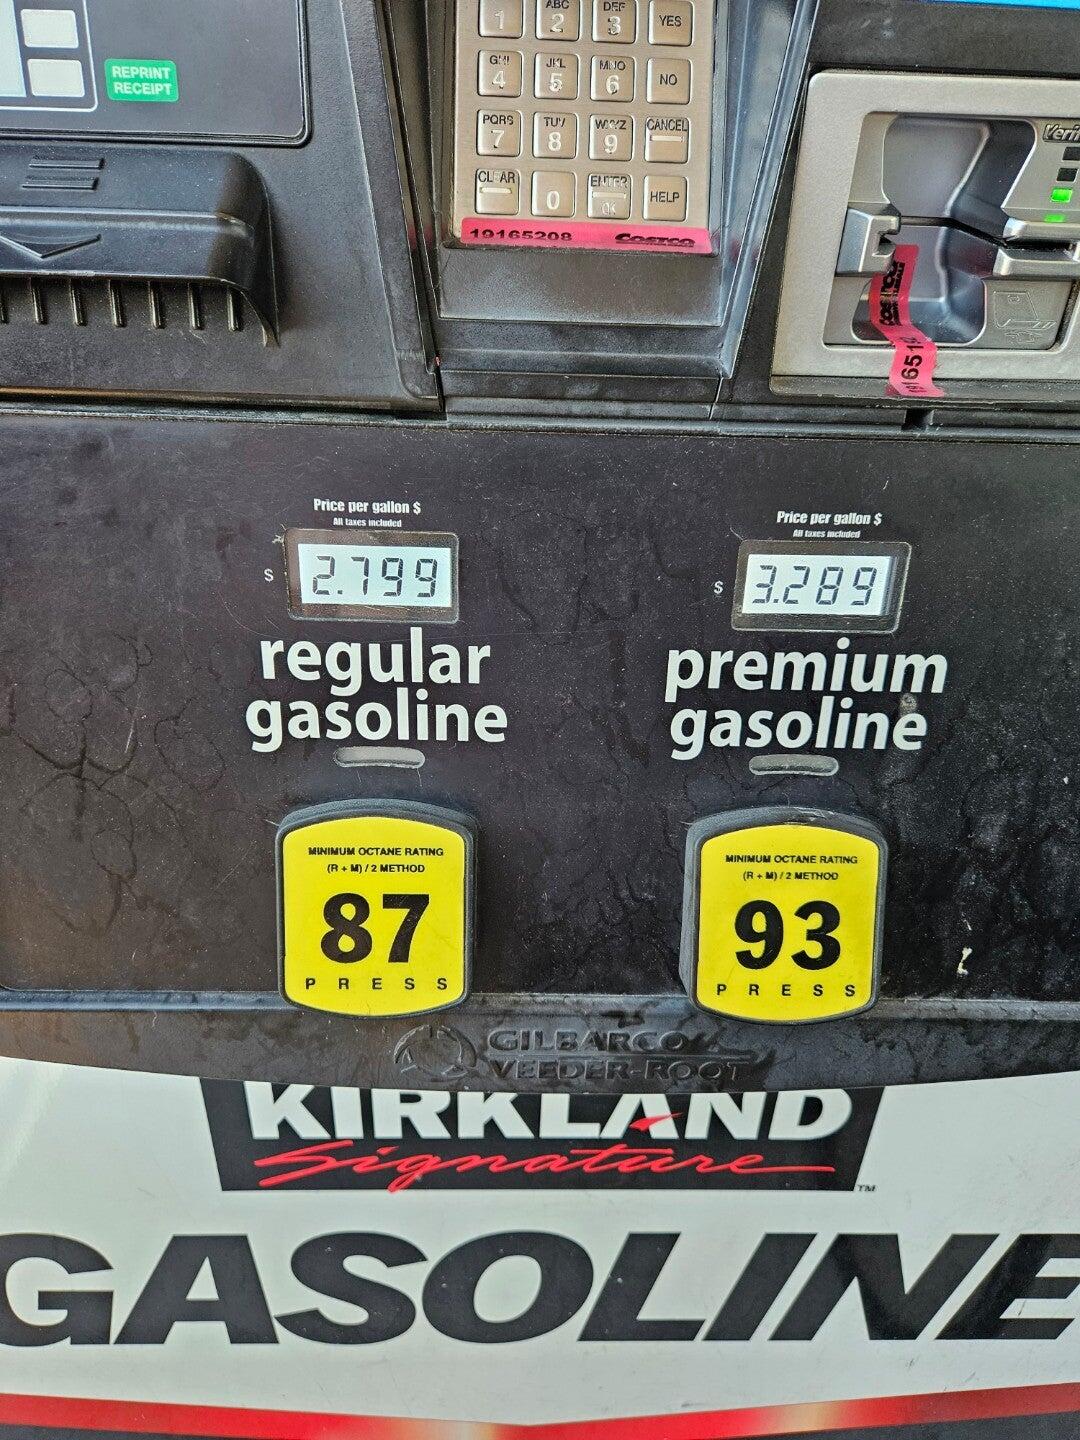 REPRINT
RECEIPT
1
ABC
2
DEF
3
YES
GHI
4
JKL
5
MNO
6
NO
PQRS
7
TUV
8
WXYZ
9
CANCEL
CLEAR
0
ENTER
OK
HELP
19165208 COSTCO
Price per gallon $
All taxes included
$ 2.799
regular
gasoline
Price per gallon $
All taxes included
$ 3.289
premium
gasoline
MINIMUM OCTANE RATING
(R + M) / 2 METHOD
87
PRESS
MINIMUM OCTANE RATING
(R + M) / 2 METHOD
93
PRESS
GILBARCO
VEEDER-ROOT
KIRKLAND
Signature TM
GASOLINE